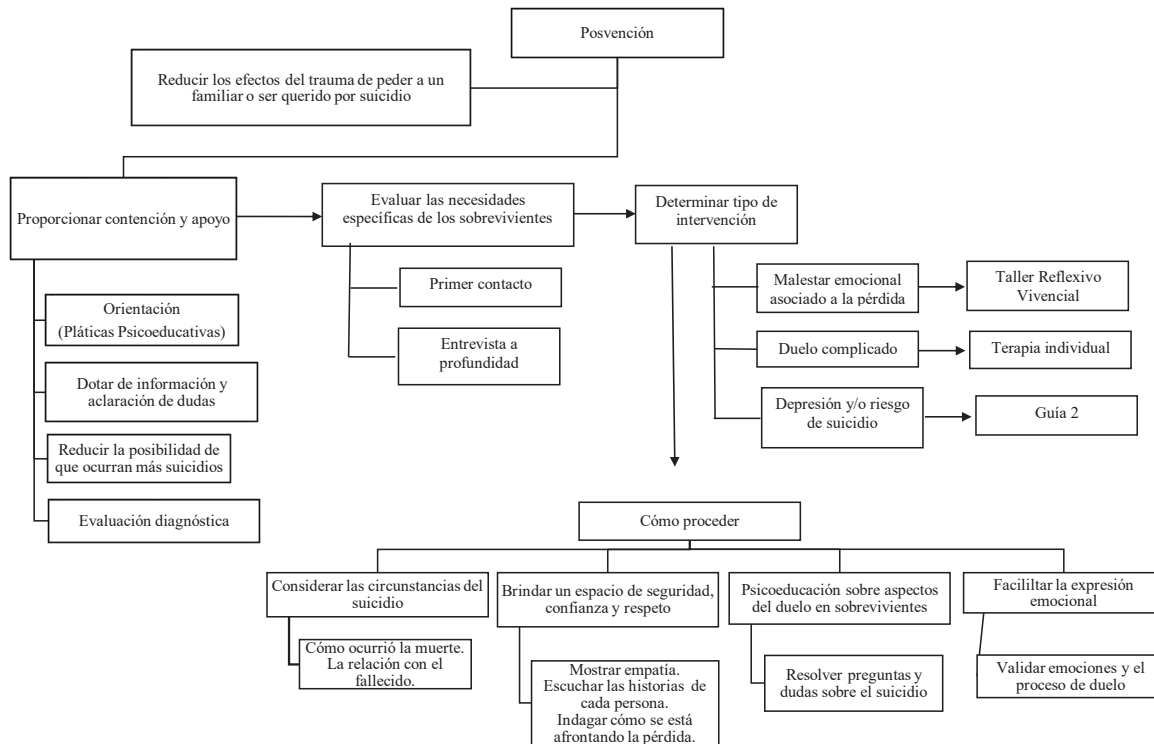 Posvención
Reducir los efectos del trauma de peder a un
familiar o ser querido por suicidio
Proporcionar contención y apoyo
Evaluar las necesidades
específicas de los sobrevivientes
Determinar tipo de
intervención
Orientación
(Pláticas Psicoeducativas)
Dotar de información y
aclaración de dudas
Reducir la posibilidad de
que ocurran más suicidios
Evaluación diagnóstica
Primer contacto
Entrevista a
profundidad
Malestar emocional
asociado a la pérdida
Taller Reflexivo
Vivencial
Duelo complicado
Terapia individual
Depresión y/o riesgo
de suicidio
Guía 2
Cómo proceder
Considerar las circunstancias del
suicidio
Cómo ocurrió la muerte.
La relación con el
fallecido.
Brindar un espacio de seguridad,
confianza y respeto
Mostrar empatía.
Escuchar las historias de
cada persona.
Indagar cómo se está
afrontando la pérdida.
Psicoeducación sobre aspectos
del duelo en sobrevivientes
Resolver preguntas y
dudas sobre el suicidio
Facililtar la expresión
emocional
Validar emociones y el
proceso de duelo